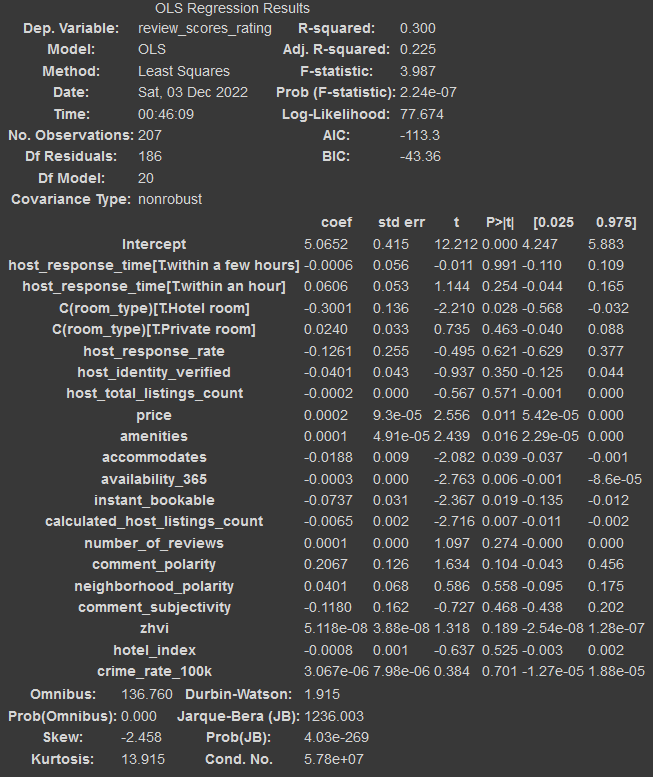 OLS Regression Results
Dep. Variable: review_scores_rating R-squared: 0.300
Model: OLS Adj. R-squared: 0.225
Method: Least Squares F-statistic: 3.987
Date: Sat, 03 Dec 2022 Prob (F-statistic): 2.24e-07
Time: 00:46:09 Log-Likelihood: 77.674
No. Observations: 207 AIC: -113.3
Df Residuals: 186 BIC: -43.36
Df Model: 20
Covariance Type: nonrobust
coef std err t P>|t| [0.025 0.975]
Intercept 5.0652 0.415 12.212 0.000 4.247 5.883
host_response_time[T.within a few hours] -0.0006 0.056 -0.011 0.991 -0.110 0.109
host_response_time[T.within an hour] 0.0606 0.053 1.144 0.254 -0.044 0.165
C(room_type)[T.Hotel room] -0.3001 0.136 -2.210 0.028 -0.568 -0.032
C(room_type)[T.Private room] 0.0240 0.033 0.735 0.463 -0.040 0.088
host_response_rate -0.1261 0.255 -0.495 0.621 -0.629 0.377
host_identity_verified -0.0401 0.043 -0.937 0.350 -0.125 0.044
host_total_listings_count -0.0002 0.000 -0.567 0.571 -0.001 0.000
price 0.0002 9.3e-05 2.556 0.011 5.42e-05 0.000
amenities 0.0001 4.91e-05 2.439 0.016 2.29e-05 0.000
accommodates -0.0188 0.009 -2.082 0.039 -0.037 -0.001
availability_365 -0.0003 0.000 -2.763 0.006 -0.001 -8.6e-05
instant_bookable -0.0737 0.031 -2.367 0.019 -0.135 -0.012
calculated_host_listings_count -0.0065 0.002 -2.716 0.007 -0.011 -0.002
number_of_reviews 0.0001 0.000 1.097 0.274 -0.000 0.000
comment_polarity 0.2067 0.126 1.634 0.104 -0.043 0.456
neighborhood_polarity 0.0401 0.068 0.586 0.558 -0.095 0.175
comment_subjectivity -0.1180 0.162 -0.727 0.468 -0.438 0.202
zhvi 5.118e-08 3.88e-08 1.318 0.189 -2.54e-08 1.28e-07
hotel_index -0.0008 0.001 -0.637 0.525 -0.003 0.002
crime_rate_100k 3.067e-06 7.98e-06 0.384 0.701 -1.27e-05 1.88e-05
Omnibus: 136.760 Durbin-Watson: 1.915
Prob(Omnibus): 0.000 Jarque-Bera (JB): 1236.003
Skew: -2.458 Prob(JB): 4.03e-269
Kurtosis: 13.915 Cond. No. 5.78e+07